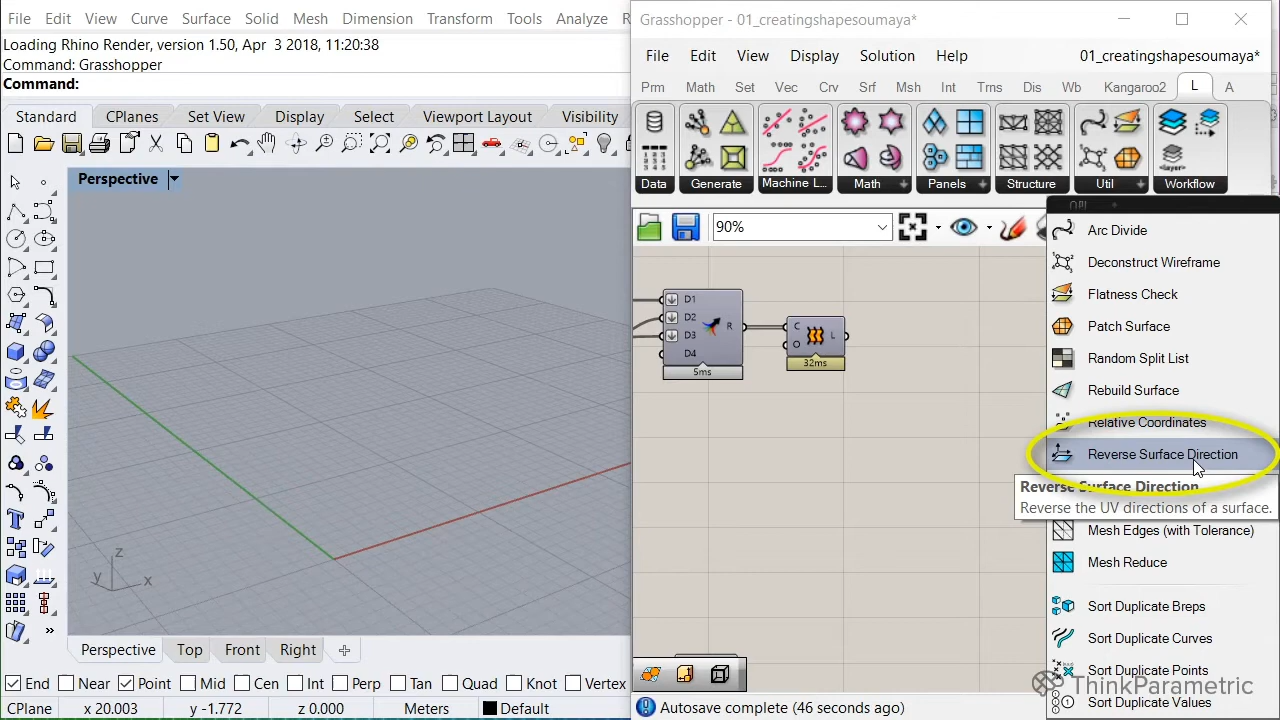 File Edit View Curve Surface Solid Mesh Dimension Transform Tools Analyze R
Loading Rhino Render, version 1.50, Apr 3 2018, 11:20:38
Command: Grasshopper
Command:
Standard CPlanes Set View Display Select Viewport Layout Visibility
Perspective
z
y
x
Perspective Top Front Right
End Near Point Mid Cen Int Perp Tan Quad Knot Vertex
CPlane x 20.003 y -1.772 z 0.000 Meters Default
Grasshopper - 01_creatingshapesoumaya*
File Edit View Display Solution Help 01_creatingshapesoumaya*
Prm Math Set Vec Crv Srf Msh Int Trns Dis Wb Kangaroo2 L A
Data Generate Machine L... Math Panels Structure Util Workflow
90%
D1
D2
D3
D4
R
5ms
C
O
L
32ms
Arc Divide
Deconstruct Wireframe
Flatness Check
Patch Surface
Random Split List
Rebuild Surface
Relative Coordinates
Reverse Surface Direction
Reverse Surface Direction
Reverse the UV directions of a surface.
Mesh Edges (with Tolerance)
Mesh Reduce
Sort Duplicate Breps
Sort Duplicate Curves
Sort Duplicate Points
Sort Duplicate Values
ThinkParametric
Autosave complete (46 seconds ago)